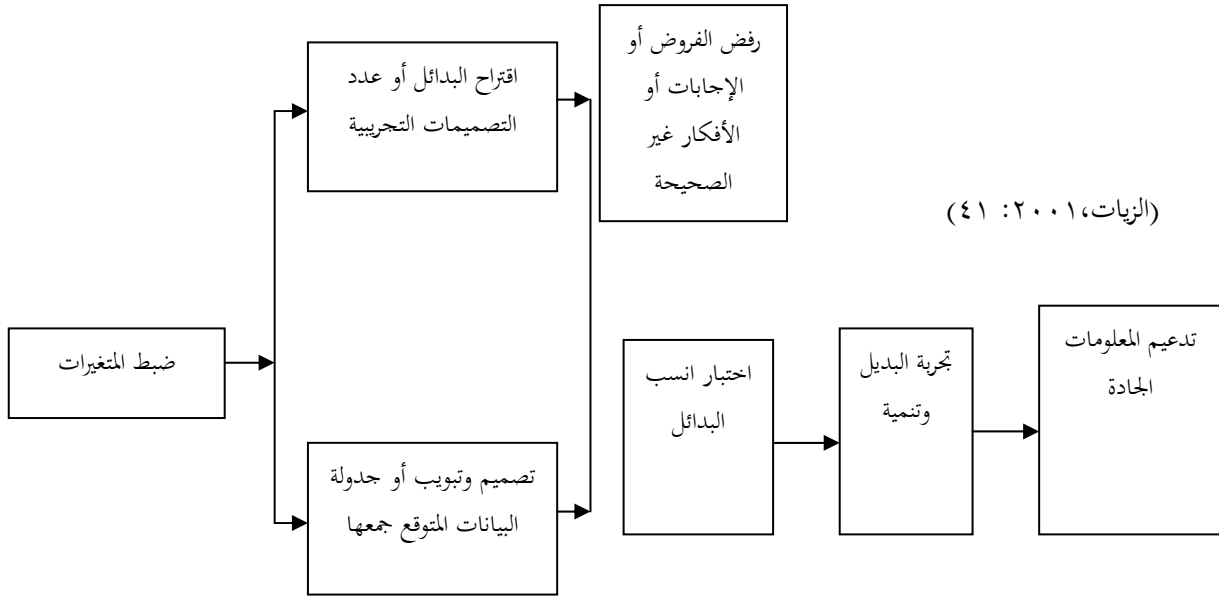 رفض الفروض أو
الإجابات أو
الأفكار غير
الصحيحة
اقتراح البدائل أو عدد
التصميمات التجريبية
(الزيات،٢٠٠١: ٤١)
تدعيم المعلومات
الجادة
تجربة البديل
وتنمية
اختبار انسب
البدائل
ضبط المتغيرات
تصميم وتبويب أو جدولة
البيانات المتوقع جمعها